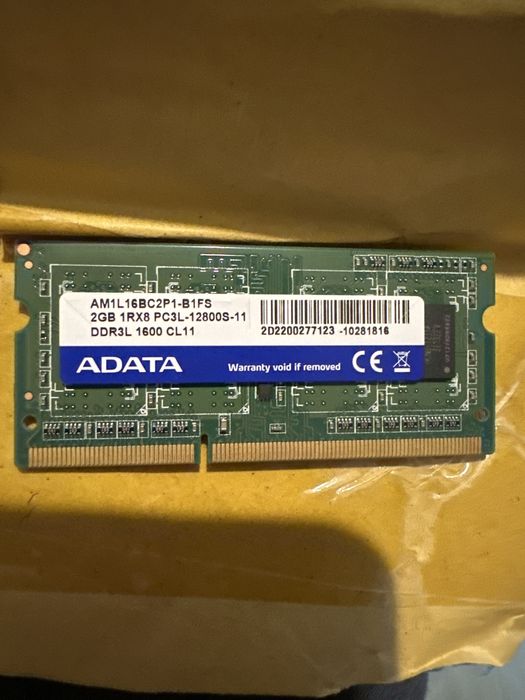 AM1L16BC2P1-B1FS
2GB 1RX8 PC3L-12800S-11
DDR3L 1600 CL11
2D2200277123 -10281816
ADATA
Warranty void if removed CE